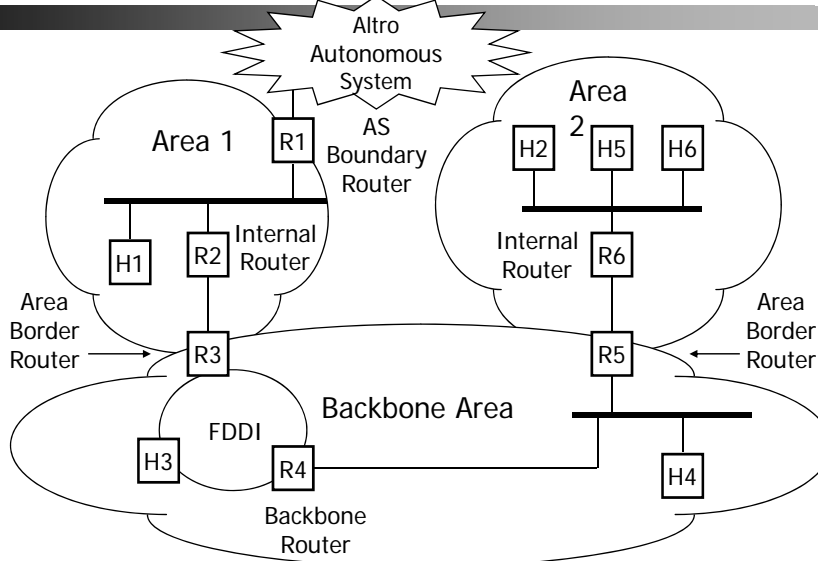 Altro
Autonomous
System
Area 1
R1
AS
Boundary
Router
Area
2
H2
H5
H6
H1
R2
Internal
Router
Internal
Router
R6
Area
Border
Router
R3
R5
Area
Border
Router
Backbone Area
FDDI
H3
R4
H4
Backbone
Router